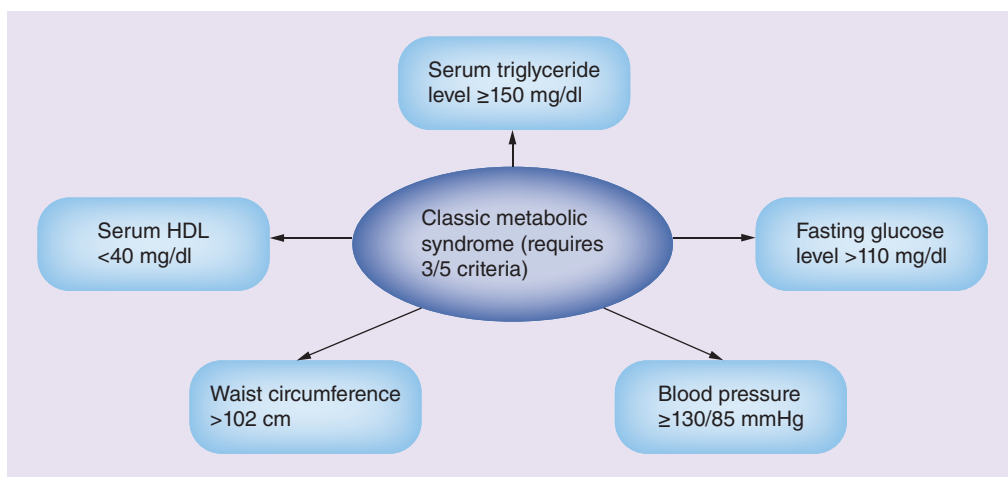 Serum triglyceride
level ≥150 mg/dl
Serum HDL
<40 mg/dl
Classic metabolic
syndrome (requires
3/5 criteria)
Fasting glucose
level >110 mg/dl
Waist circumference
>102 cm
Blood pressure
≥130/85 mmHg